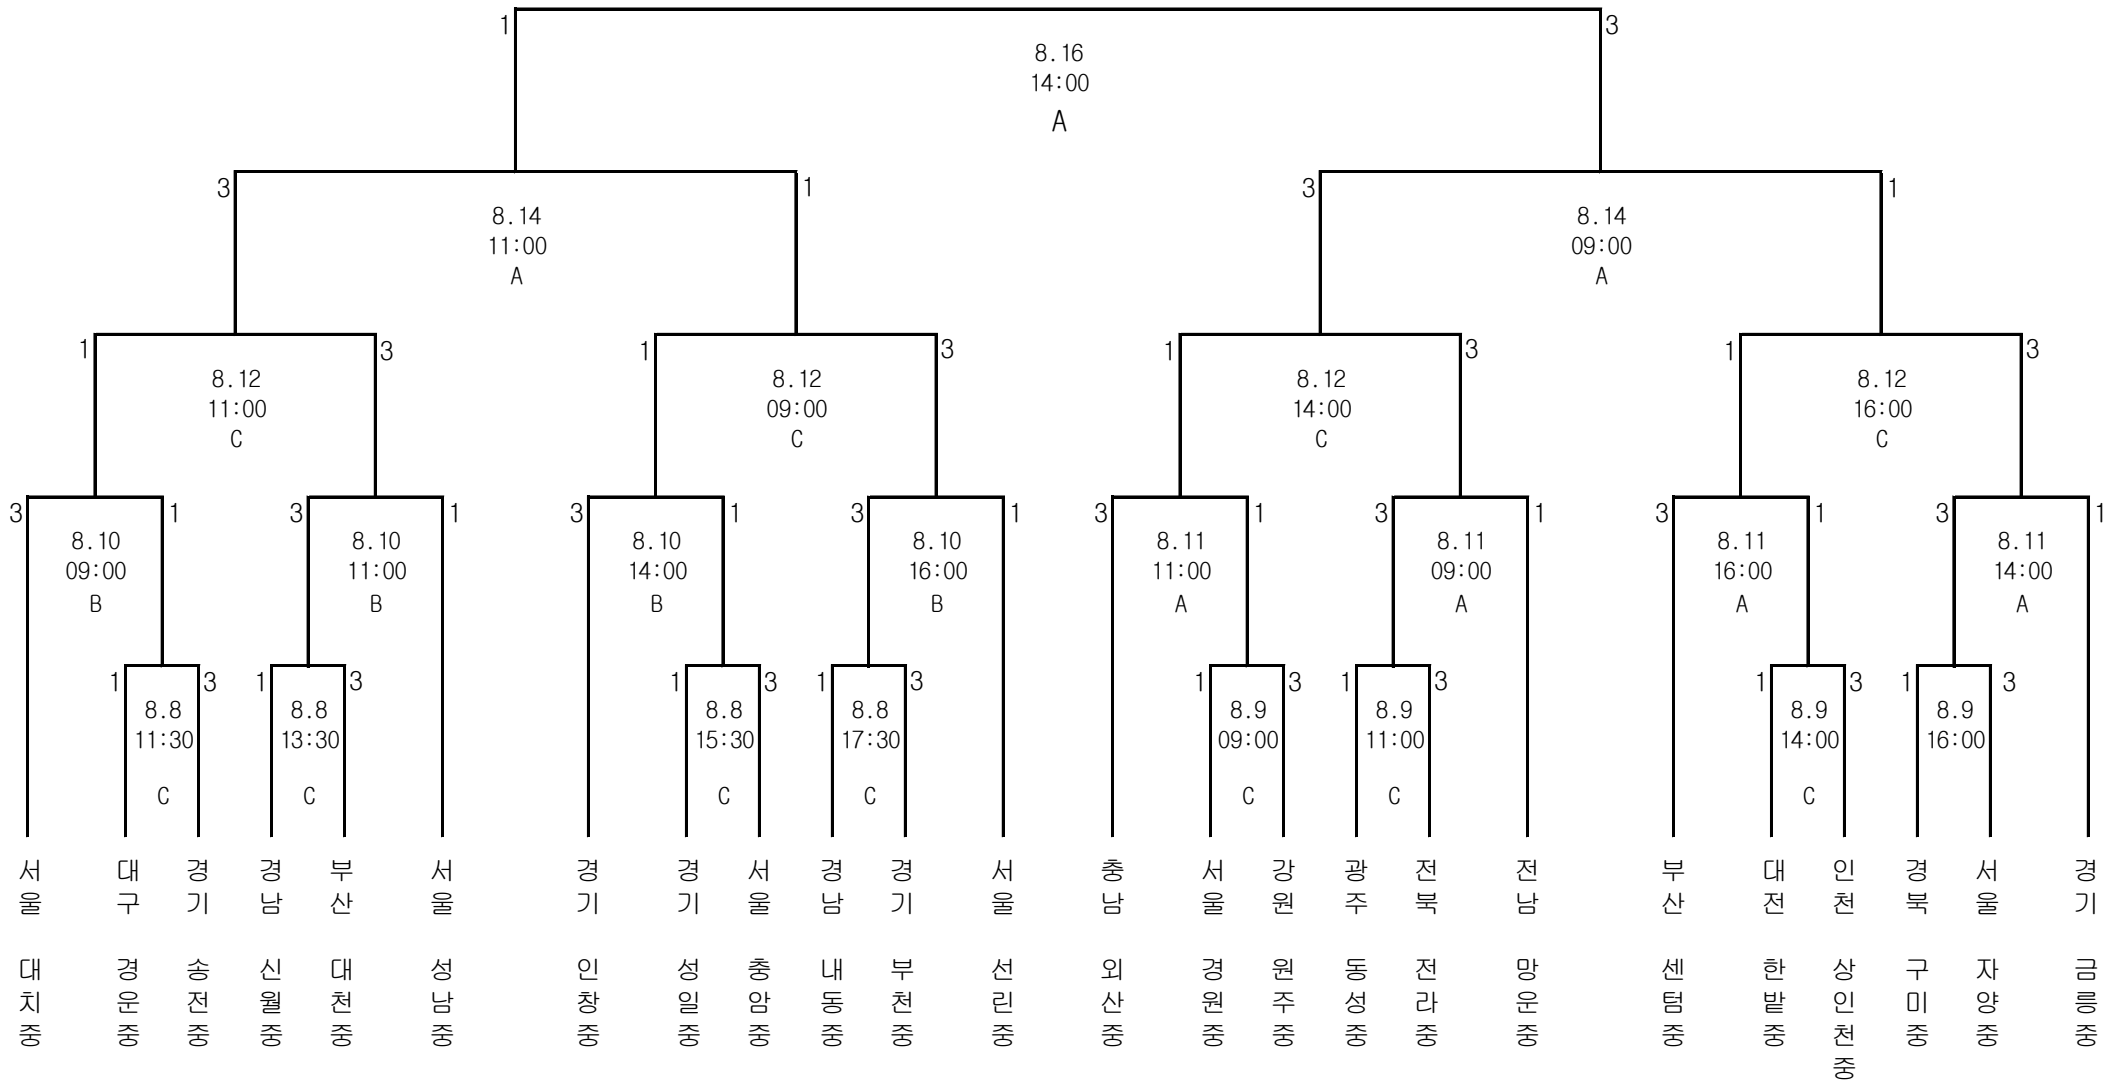 1 3
8.16
14:00
A
3 1 3 1
8.14 8.14
11:00 09:00
A A
1 3 1 3 1 3 1 3
8.12 8.12 8.12 8.12
11:00 09:00 14:00 16:00
C C C C
3 1 3 1 3 1 3 1 3 1 3 1 3 1 3 1
8.10 8.10 8.10 8.10 8.11 8.11 8.11 8.11
09:00 11:00 14:00 16:00 11:00 09:00 16:00 14:00
B B B B A A A A
1 3 1 3 1 3 1 3 1 3 1 3 1 3 1 3
8.8 8.8 8.8 8.8 8.9 8.9 8.9 8.9
11:30 13:30 15:30 17:30 09:00 11:00 14:00 16:00
C C C C C C C
서울 대치중
대구 경운중
경기 송전중
경남 신월중
부산 대천중
서울 성남중
경기 인창중
경기 성일중
서울 충암중
경남 내동중
경기 부천중
서울 선린중
충남 외산중
서울 경원중
강원 원주중
광주 동성중
전북 전라중
전남 망운중
부산 센텀중
대전 한밭중
인천 상인천중
경북 구미중
서울 자양중
경기 금릉중